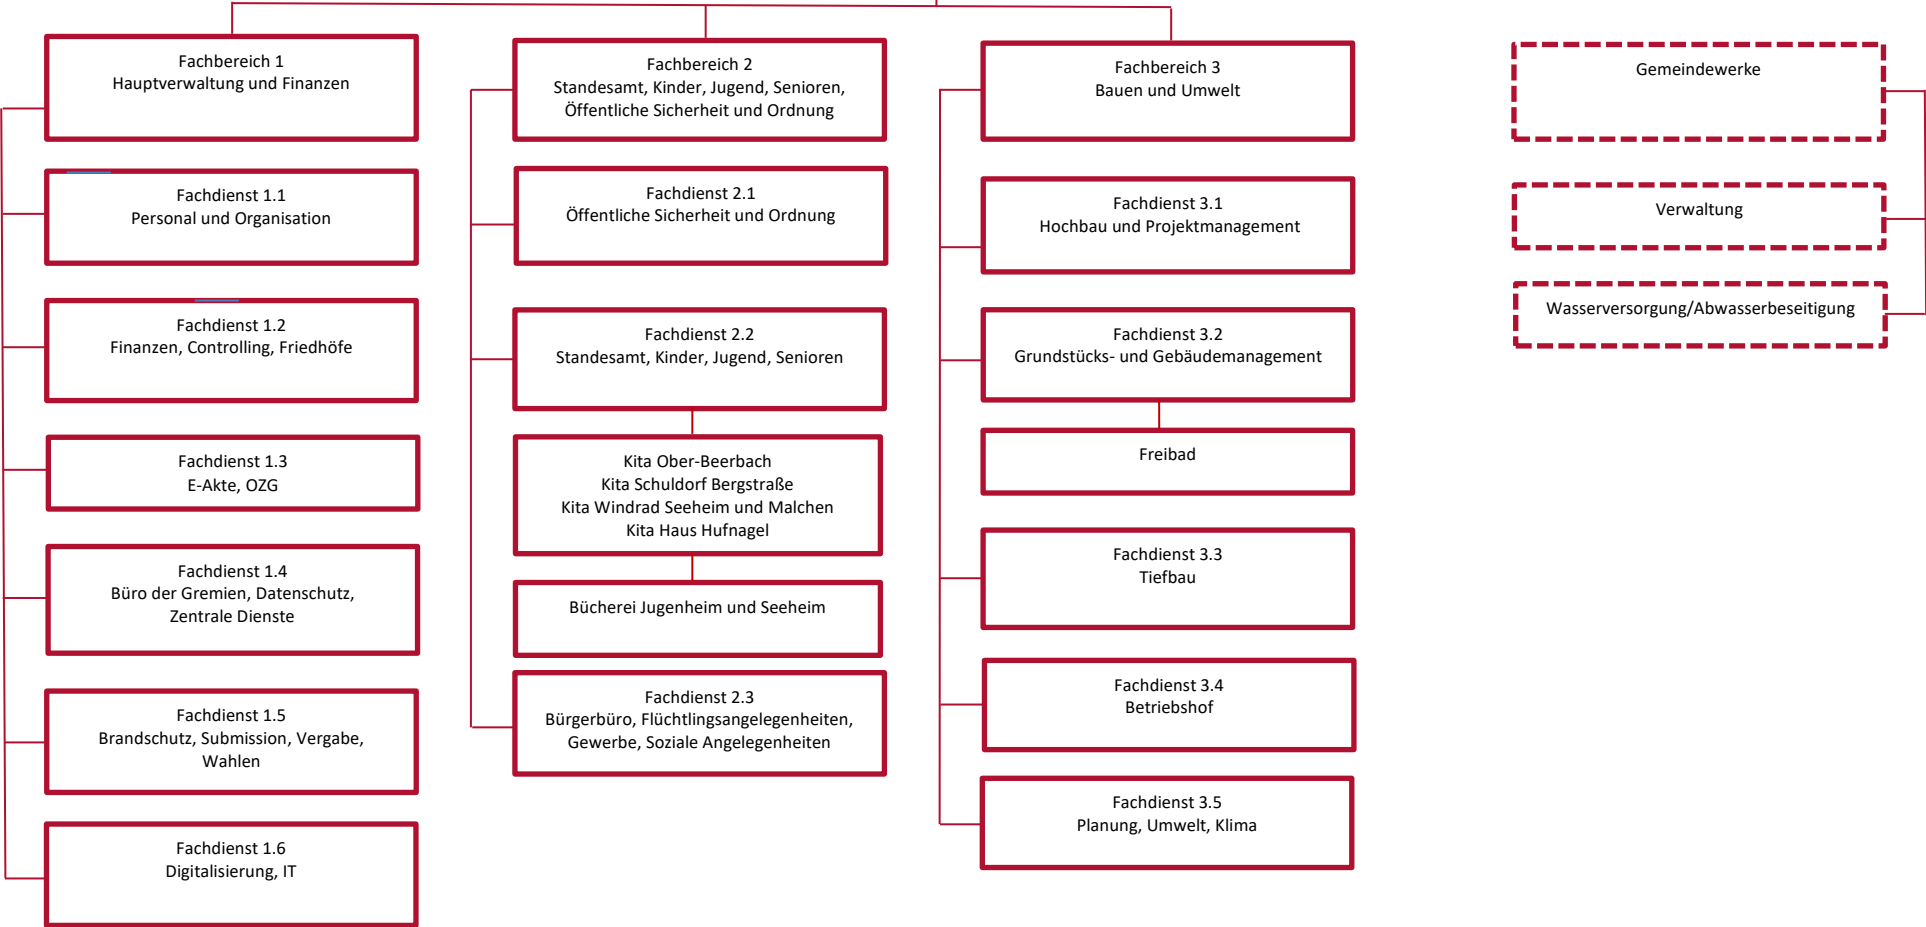 Fachbereich 1
Hauptverwaltung und Finanzen
Fachdienst 1.1
Personal und Organisation
Fachdienst 1.2
Finanzen, Controlling, Friedhöfe
Fachdienst 1.3
E-Akte, OZG
Fachdienst 1.4
Büro der Gremien, Datenschutz,
Zentrale Dienste
Fachdienst 1.5
Brandschutz, Submission, Vergabe,
Wahlen
Fachdienst 1.6
Digitalisierung, IT
Fachbereich 2
Standesamt, Kinder, Jugend, Senioren,
Öffentliche Sicherheit und Ordnung
Fachdienst 2.1
Öffentliche Sicherheit und Ordnung
Fachdienst 2.2
Standesamt, Kinder, Jugend, Senioren
Kita Ober-Beerbach
Kita Schuldorf Bergstraße
Kita Windrad Seeheim und Malchen
Kita Haus Hufnagel
Bücherei Jugenheim und Seeheim
Fachdienst 2.3
Bürgerbüro, Flüchtlingsangelegenheiten,
Gewerbe, Soziale Angelegenheiten
Fachbereich 3
Bauen und Umwelt
Fachdienst 3.1
Hochbau und Projektmanagement
Fachdienst 3.2
Grundstücks- und Gebäudemanagement
Freibad
Fachdienst 3.3
Tiefbau
Fachdienst 3.4
Betriebshof
Fachdienst 3.5
Planung, Umwelt, Klima
Gemeindewerke
Verwaltung
Wasserversorgung/Abwasserbeseitigung